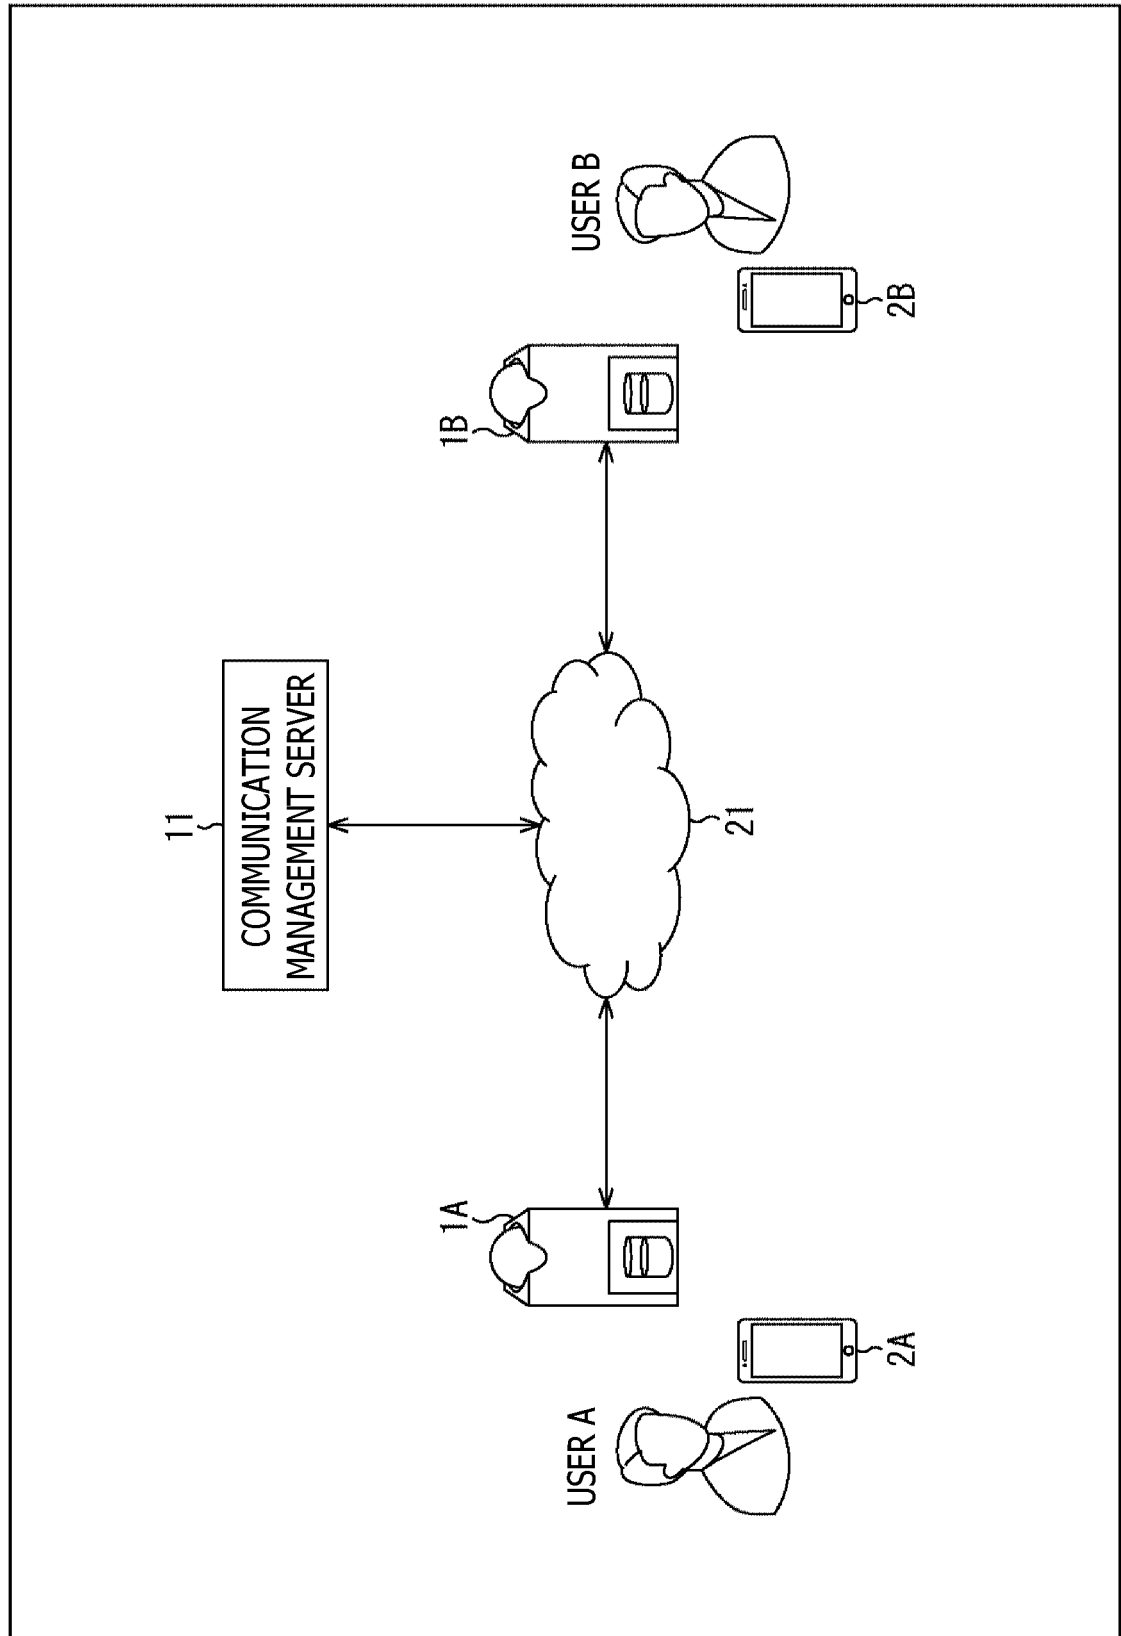 11
COMMUNICATION
MANAGEMENT SERVER
1A
1B
USER A
USER B
21
2A
2B